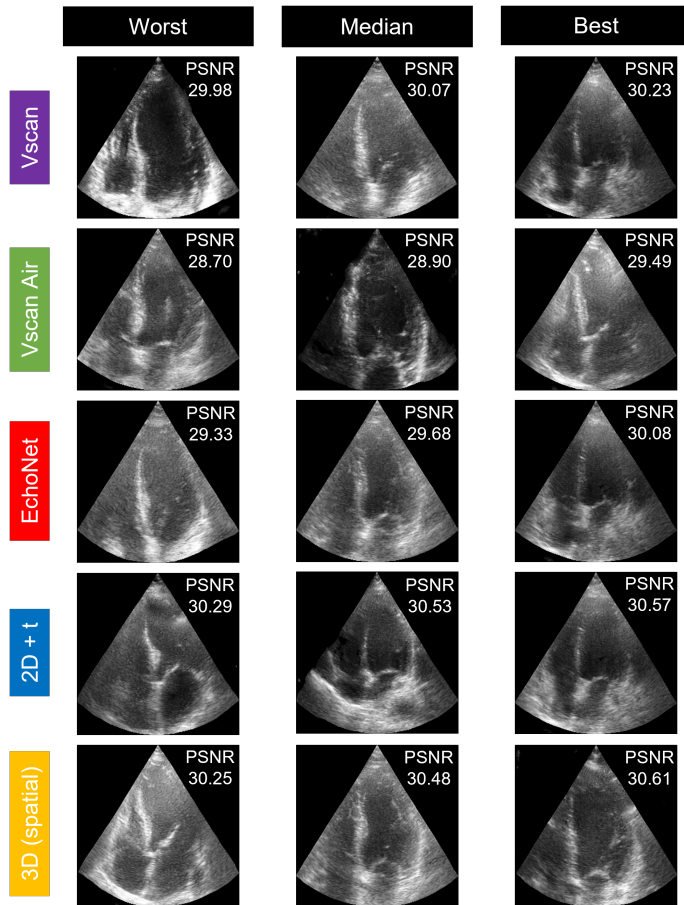 Worst
Median
Best
Vscan
PSNR
29.98
PSNR
30.07
PSNR
30.23
Vscan Air
PSNR
28.70
PSNR
28.90
PSNR
29.49
EchoNet
PSNR
29.33
PSNR
29.68
PSNR
30.08
2D + t
PSNR
30.29
PSNR
30.53
PSNR
30.57
3D (spatial)
PSNR
30.25
PSNR
30.48
PSNR
30.61